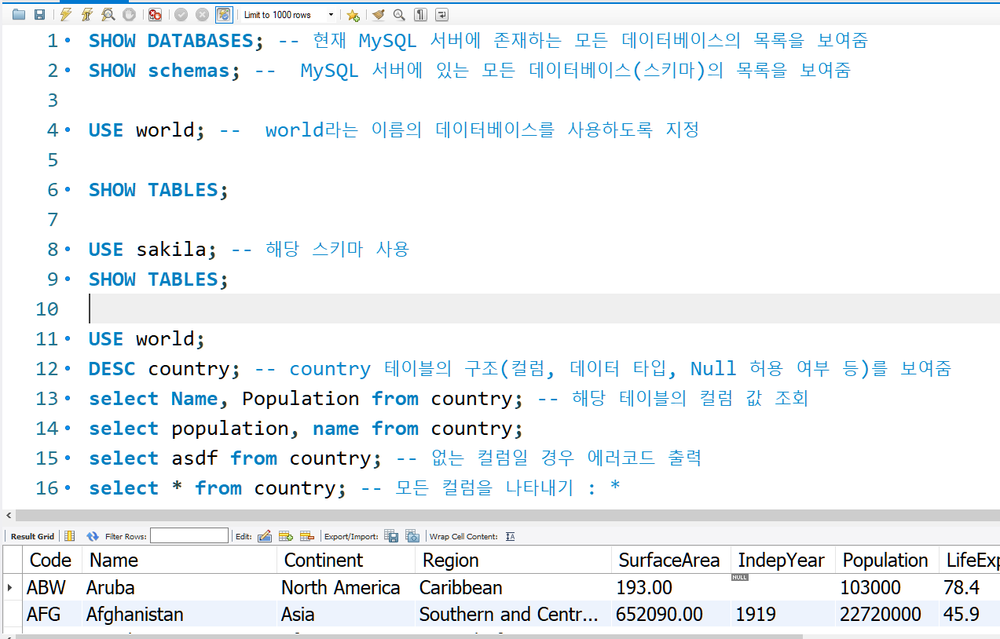 Limit to 1000 rows
1 SHOW DATABASES; -- 현재 MySQL 서버에 존재하는 모든 데이터베이스의 목록을 보여줌
2 SHOW schemas; --  MySQL 서버에 있는 모든 데이터베이스(스키마)의 목록을 보여줌
3
4 USE world; --  world라는 이름의 데이터베이스를 사용하도록 지정
5
6 SHOW TABLES;
7
8 USE sakila; -- 해당 스키마 사용
9 SHOW TABLES;
10
11 USE world;
12 DESC country; -- country 테이블의 구조(컬럼, 데이터 타입, Null 허용 여부 등)를 보여줌
13 select Name, Population from country; -- 해당 테이블의 컬럼 값 조회
14 select population, name from country;
15 select asdf from country; -- 없는 컬럼일 경우 에러코드 출력
16 select * from country; -- 모든 컬럼을 나타내기 : *
Result Grid Filter Rows: Edit: Export/Import: Wrap Cell Content: IA
Code Name Continent Region SurfaceArea IndepYear Population LifeExp
ABW Aruba North America Caribbean 193.00 NULL 103000 78.4
AFG Afghanistan Asia Southern and Centr... 652090.00 1919 22720000 45.9